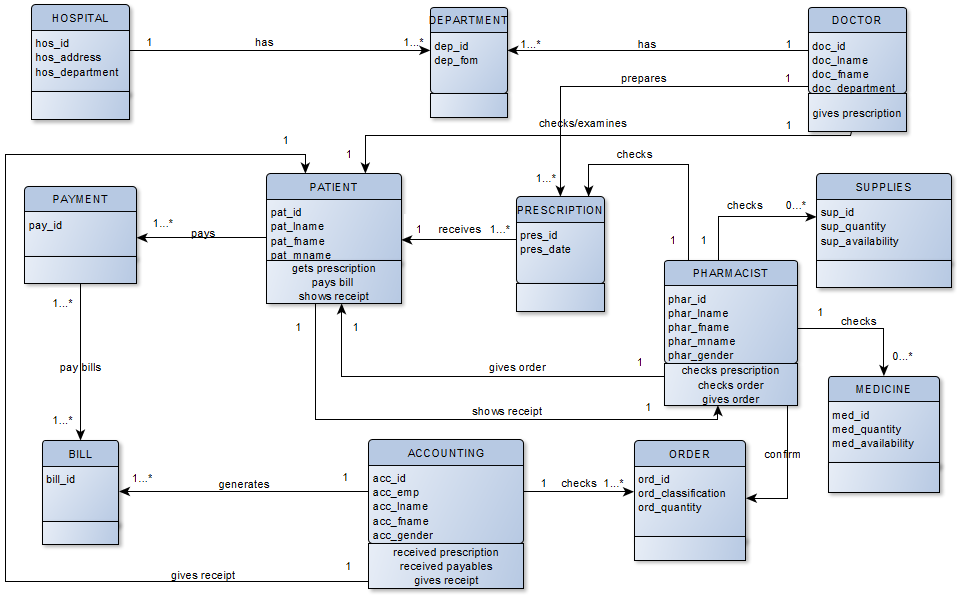 HOSPITAL
hos_id
hos_address
hos_department
1
has
1...*
DEPARTMENT
dep_id
dep_fom
1...*
has
1
DOCTOR
doc_id
doc_lname
doc_fname
doc_department
gives prescription
prepares
1
1...*
checks/examines
1
1
1
PAYMENT
pay_id
1...*
pays
PATIENT
pat_id
pat_lname
pat_fname
pat_mname
gets prescription
pays bill
shows receipt
1
receives
1...*
PRESCRIPTION
pres_id
pres_date
checks
1
checks
1
0...*
SUPPLIES
sup_id
sup_quantity
sup_availability
PHARMACIST
phar_id
phar_lname
phar_fname
phar_mname
phar_gender
checks prescription
checks order
gives order
1
checks
0...*
MEDICINE
med_id
med_quantity
med_availability
1
1
gives order
1
shows receipt
1
1...*
pay bills
1...*
BILL
bill_id
1...*
generates
1
ACCOUNTING
acc_id
acc_emp
acc_lname
acc_fname
acc_gender
received prescription
received payables
gives receipt
1
checks
1...*
ORDER
ord_id
ord_classification
ord_quantity
confirm
gives receipt
1